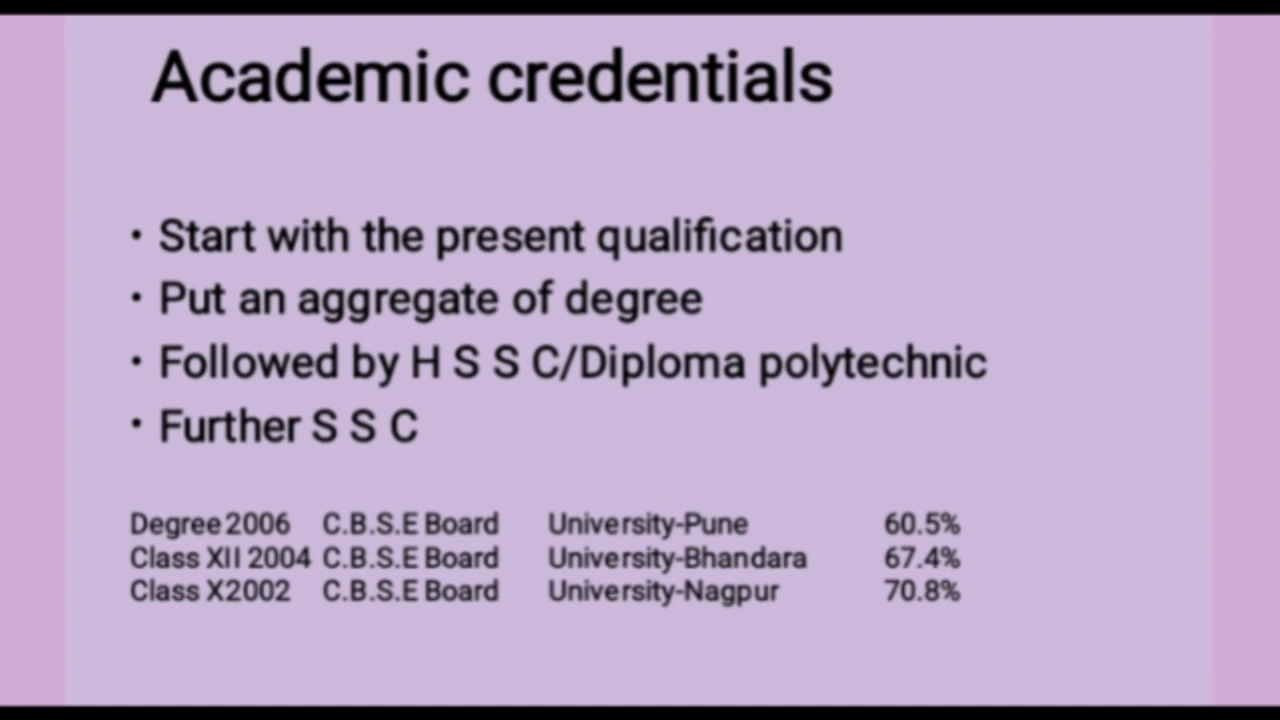 Academic credentials
• Start with the present qualification
• Put an aggregate of degree
• Followed by H S S C/Diploma polytechnic
• Further S S C
Degree 2006 C.B.S.E Board University-Pune 60.5%
Class XII 2004 C.B.S.E Board University-Bhandara 67.4%
Class X2002 C.B.S.E Board University-Nagpur 70.8%